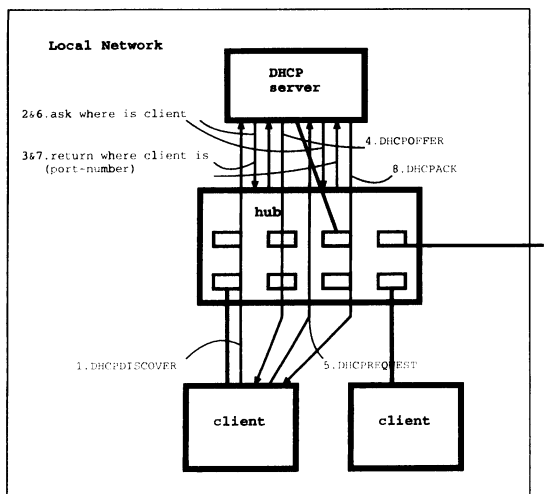 Local Network
DHCP
server
2&6.ask where is client
4.DHCPOFFER
3&7.return where client is
(port-number)
8.DHCPACK
hub
1.DHCPDISCOVER
5.DHCPREQUEST
client
client